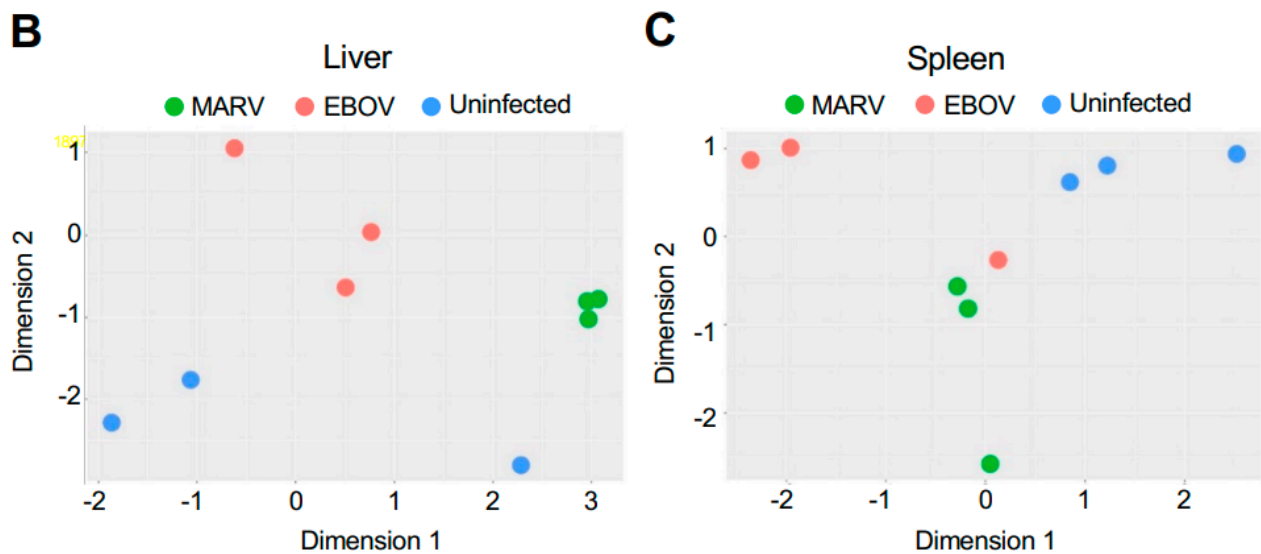 B
Liver
MARV EBOV Uninfected
1
0
-1
-2
Dimension 2
-2 -1 0 1 2 3
Dimension 1
C
Spleen
MARV EBOV Uninfected
1
0
-1
-2
Dimension 2
-2 -1 0 1 2
Dimension 1